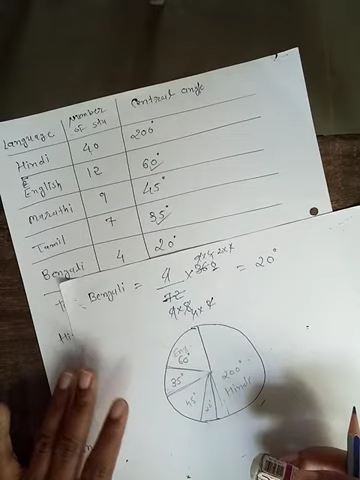 Language Number of stu Central angle
Hindi 40 200°
English 12 60°
Marathi 9 45°
Tamil 7 35°
Bengali 4 20°
Bengali = 4/72 × 360 = 20°
Eng
60°
35°
45°
200°
Hindi